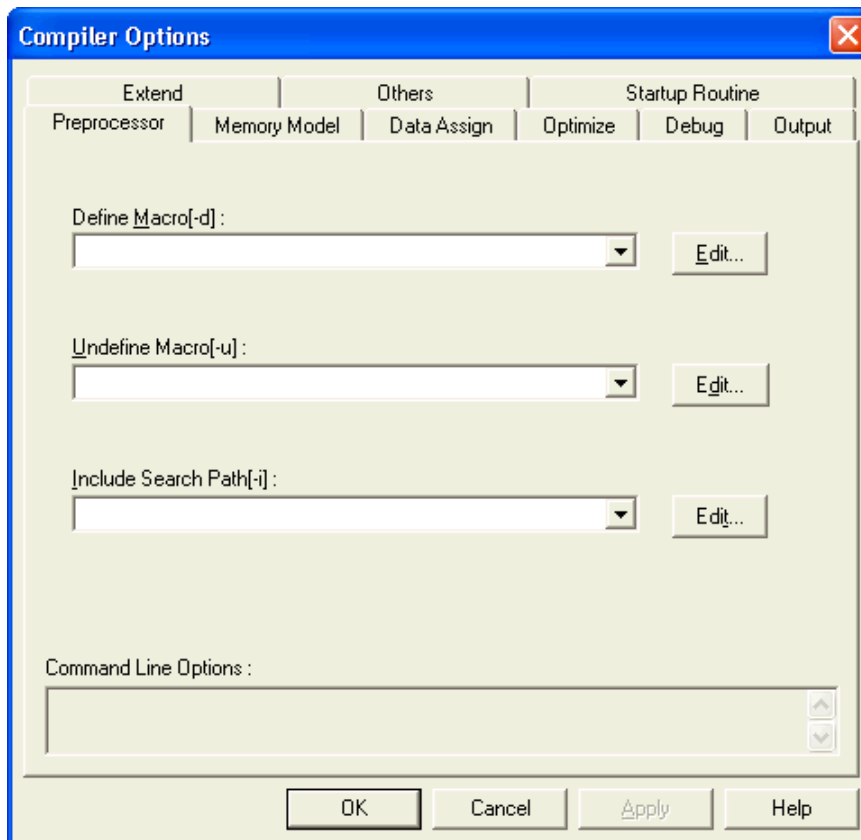 Compiler Options
Extend Others Startup Routine
Preprocessor Memory Model Data Assign Optimize Debug Output
Define Macro[-d] :
Edit...
Undefine Macro[-u] :
Edit...
Include Search Path[-i] :
Edit...
Command Line Options :
OK Cancel Apply Help